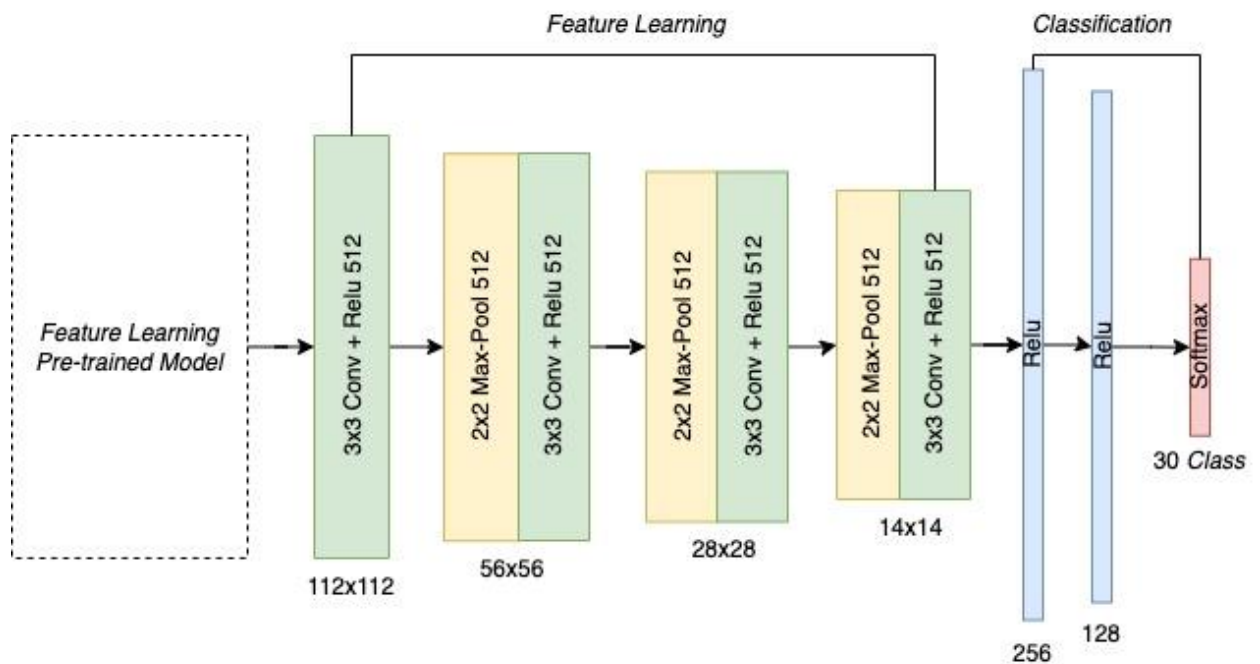 Feature Learning
Classification
Feature Learning
Pre-trained Model
3x3 Conv + Relu 512
112x112
2x2 Max-Pool 512
3x3 Conv + Relu 512
56x56
2x2 Max-Pool 512
3x3 Conv + Relu 512
28x28
2x2 Max-Pool 512
3x3 Conv + Relu 512
14x14
Relu
256
Relu
128
Softmax
30 Class